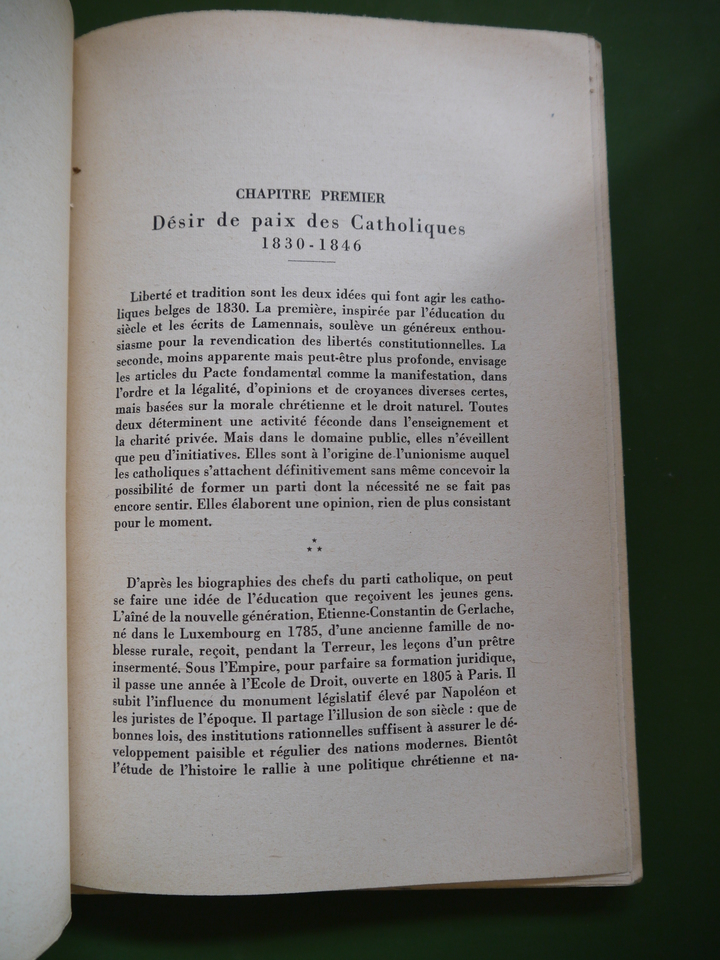 CHAPITRE PREMIER
Désir de paix des Catholiques
1830-1846
Liberté et tradition sont les deux idées qui font agir les catho-
liques belges de 1830. La première, inspirée par l'éducation du
siècle et les écrits de Lamennais, soulève un généreux enthou-
siasme pour la revendication des libertés constitutionnelles. La
seconde, moins apparente mais peut-être plus profonde, envisage
les articles du Pacte fondamental comme la manifestation, dans
l'ordre et la légalité, d'opinions et de croyances diverses certes,
mais basées sur la morale chrétienne et le droit naturel. Toutes
deux déterminent une activité féconde dans l'enseignement et
la charité privée. Mais dans le domaine public, elles n'éveillent
que peu d'initiatives. Elles sont à l'origine de l'unionisme auquel
les catholiques s'attachent définitivement sans même concevoir la
possibilité de former un parti dont la nécessité ne se fait pas
encore sentir. Elles élaborent une opinion, rien de plus consistant
pour le moment.
*
* *
D'après les biographies des chefs du parti catholique, on peut
se faire une idée de l'éducation que reçoivent les jeunes gens.
L'aîné de la nouvelle génération, Etienne-Constantin de Gerlache,
né dans le Luxembourg en 1785, d'une ancienne famille de no-
blesse rurale, reçoit, pendant la Terreur, les leçons d'un prêtre
insermenté. Sous l'Empire, pour parfaire sa formation juridique,
il passe une année à l'Ecole de Droit, ouverte en 1805 à Paris. Il
subit l'influence du monument législatif élevé par Napoléon et
les juristes de l'époque. Il partage l'illusion de son siècle : que de
bonnes lois, des institutions rationnelles suffisent à assurer le dé-
veloppement paisible et régulier des nations modernes. Bientôt
l'étude de l'histoire le rallie à une politique chrétienne et na-